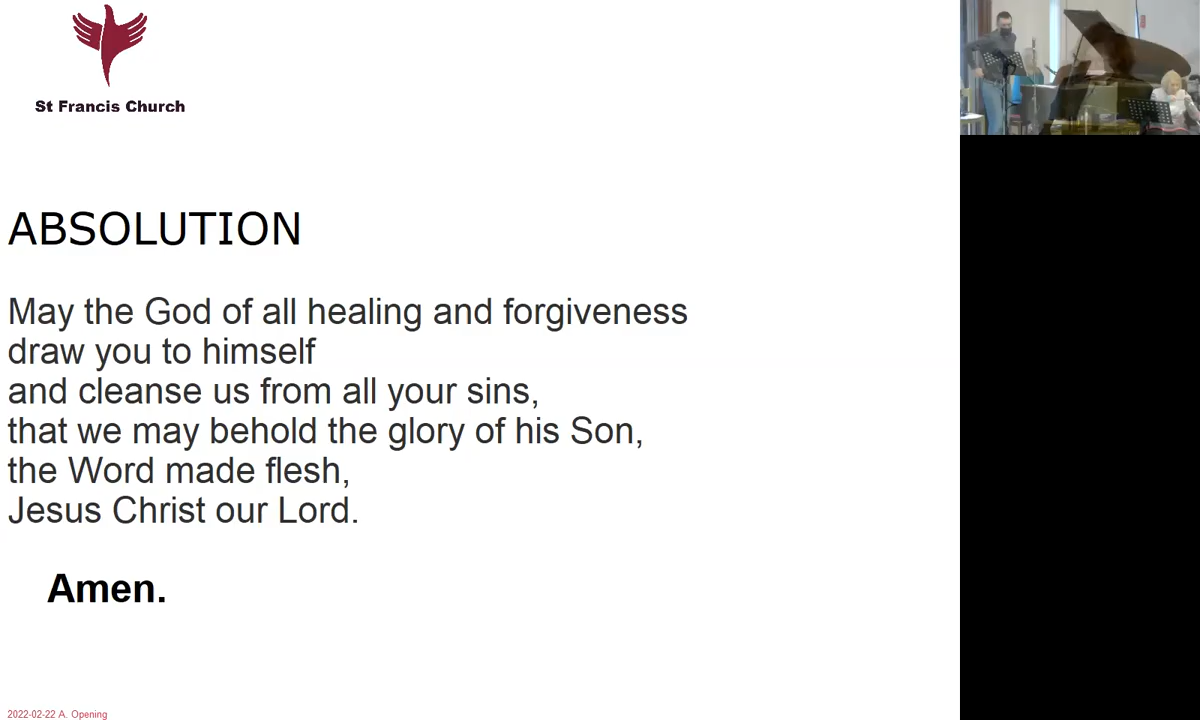 St Francis Church
ABSOLUTION
May the God of all healing and forgiveness
draw you to himself
and cleanse us from all your sins,
that we may behold the glory of his Son,
the Word made flesh,
Jesus Christ our Lord.
Amen.
2022-02-22 A. Opening